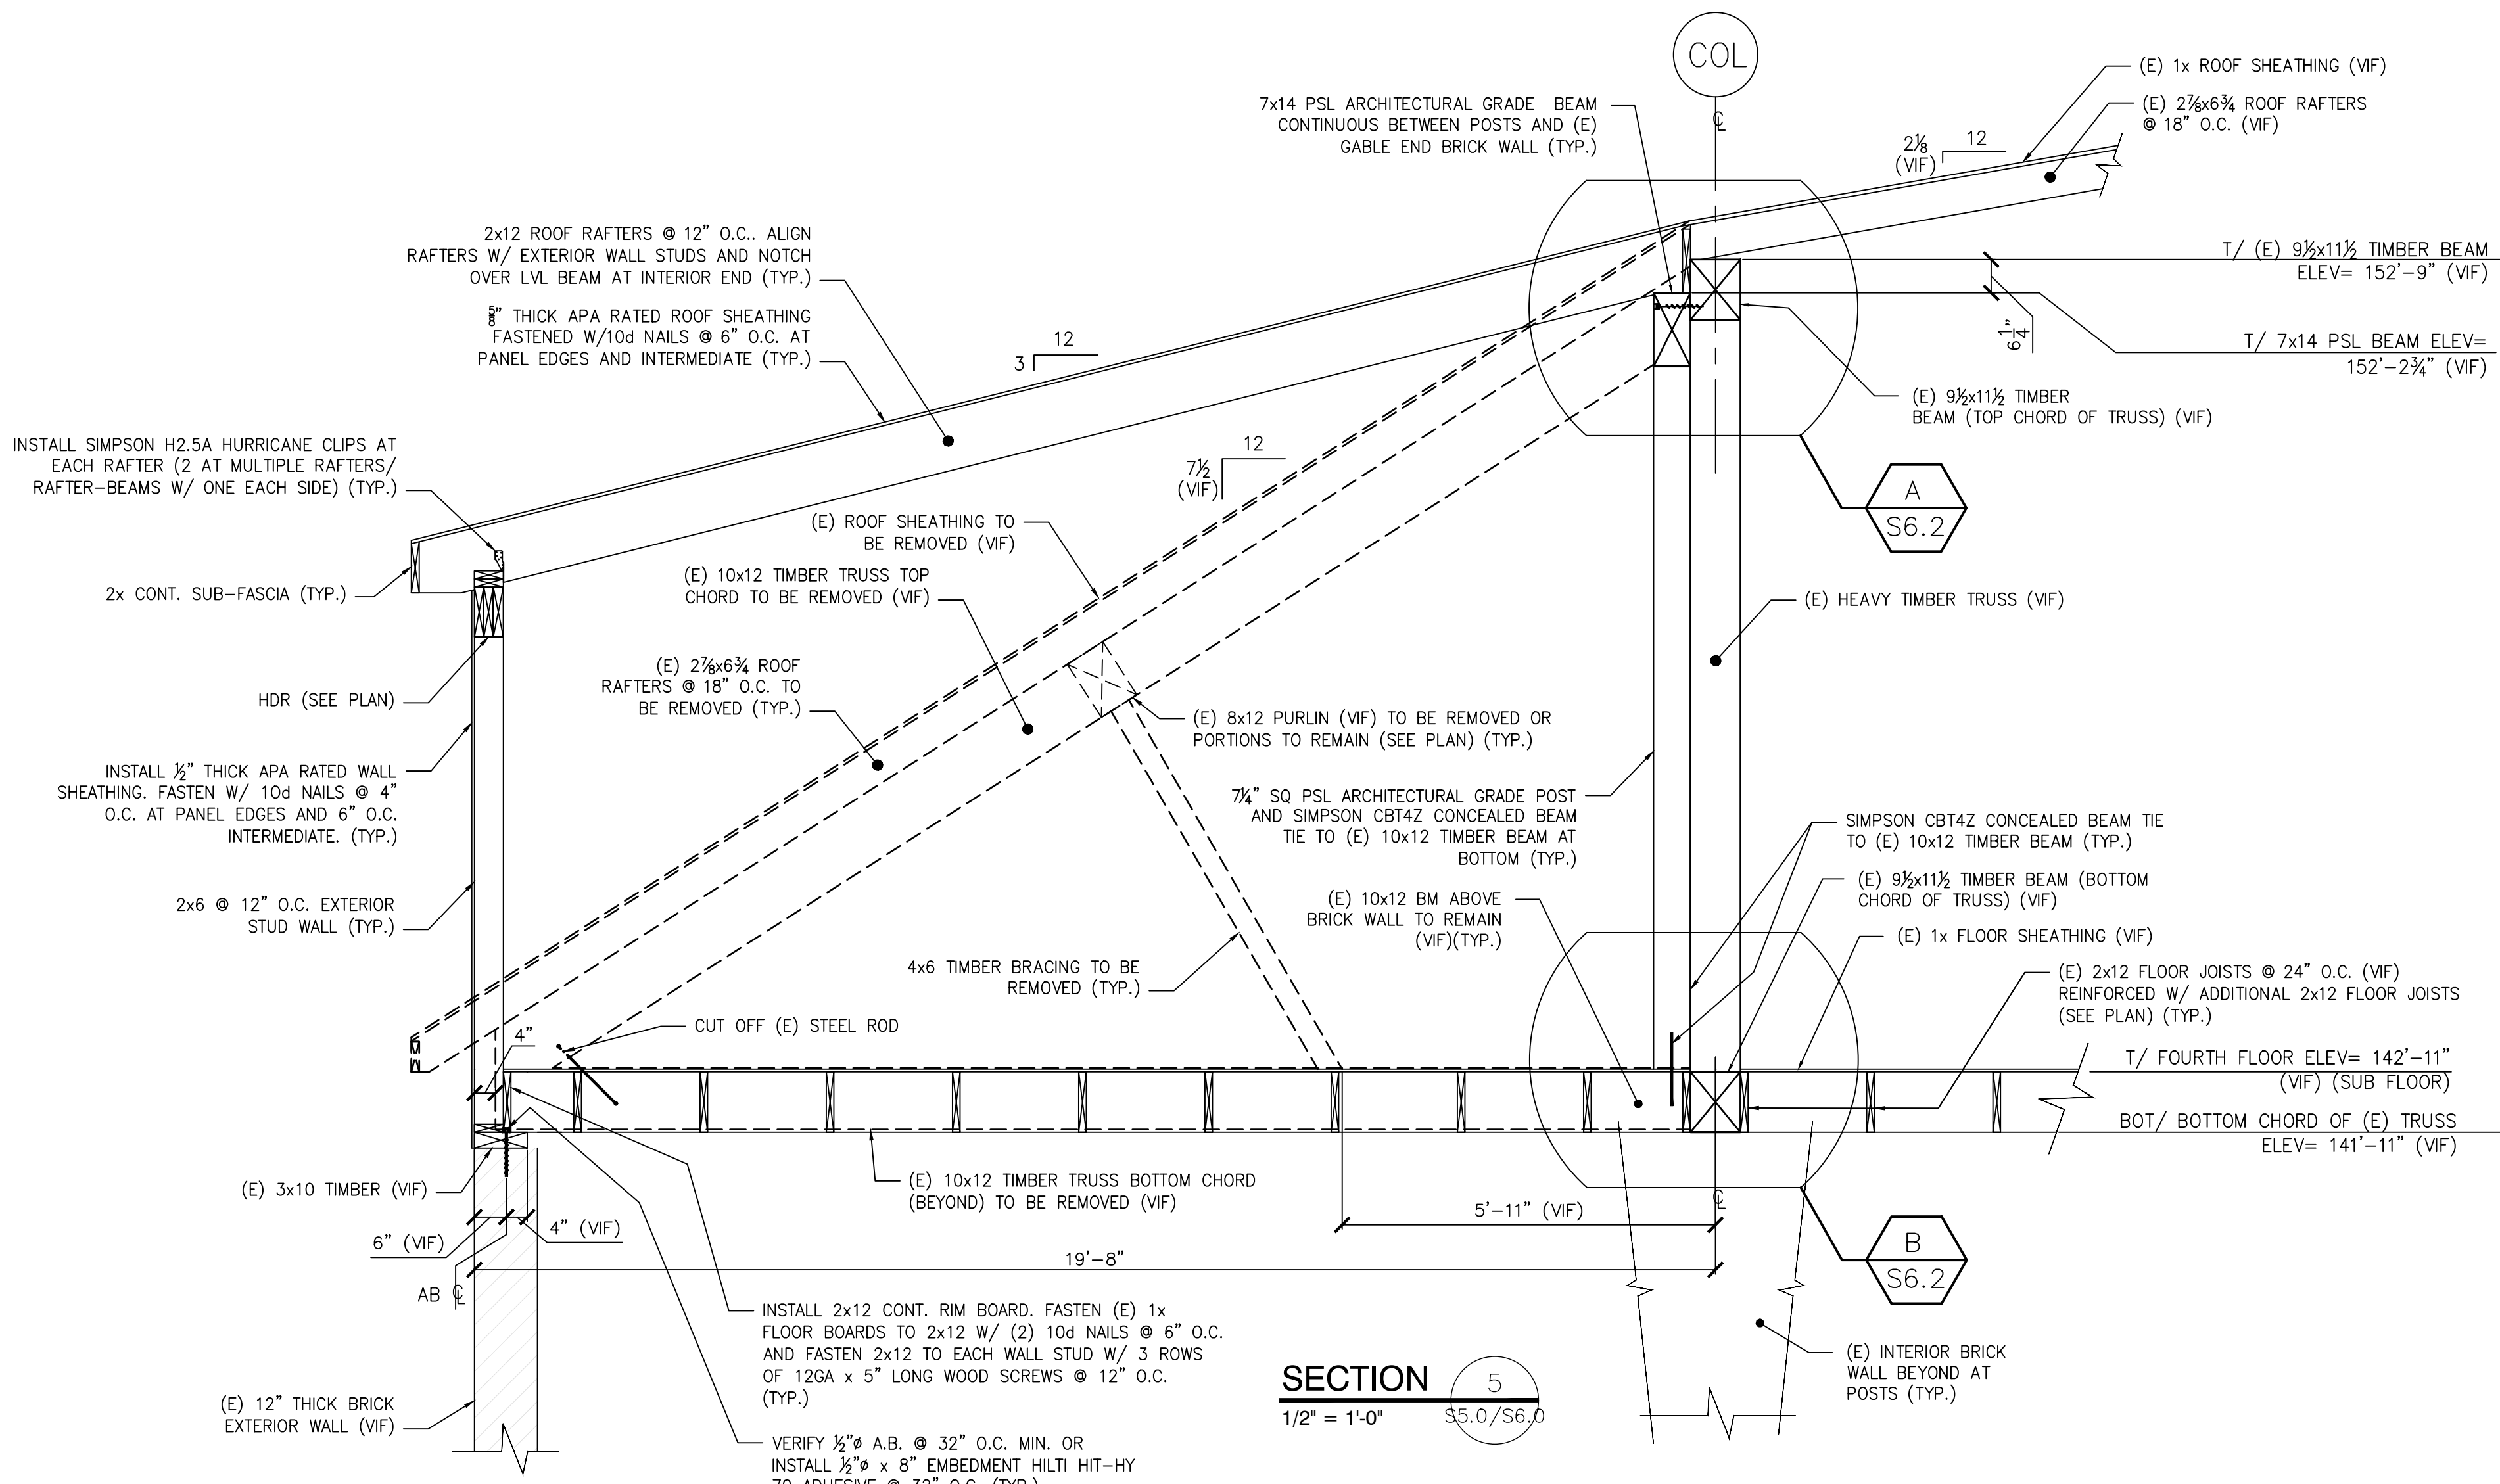 COL
℄
(E) 1x ROOF SHEATHING (VIF)
(E) 2⅞x6¾ ROOF RAFTERS
@ 18" O.C. (VIF)
7x14 PSL ARCHITECTURAL GRADE BEAM
CONTINUOUS BETWEEN POSTS AND (E)
GABLE END BRICK WALL (TYP.)
2⅛
(VIF)
12
2x12 ROOF RAFTERS @ 12" O.C.. ALIGN
RAFTERS W/ EXTERIOR WALL STUDS AND NOTCH
OVER LVL BEAM AT INTERIOR END (TYP.)
⅝" THICK APA RATED ROOF SHEATHING
FASTENED W/10d NAILS @ 6" O.C. AT
PANEL EDGES AND INTERMEDIATE (TYP.)
12
3
T/ (E) 9½x11½ TIMBER BEAM
ELEV= 152'-9" (VIF)
6¼"
T/ 7x14 PSL BEAM ELEV=
152'-2¾" (VIF)
(E) 9½x11½ TIMBER
BEAM (TOP CHORD OF TRUSS) (VIF)
INSTALL SIMPSON H2.5A HURRICANE CLIPS AT
EACH RAFTER (2 AT MULTIPLE RAFTERS/
RAFTER-BEAMS W/ ONE EACH SIDE) (TYP.)
12
7½
(VIF)
A
S6.2
(E) ROOF SHEATHING TO
BE REMOVED (VIF)
(E) 10x12 TIMBER TRUSS TOP
CHORD TO BE REMOVED (VIF)
2x CONT. SUB-FASCIA (TYP.)
(E) HEAVY TIMBER TRUSS (VIF)
(E) 2⅞x6¾ ROOF
RAFTERS @ 18" O.C. TO
BE REMOVED (TYP.)
HDR (SEE PLAN)
(E) 8x12 PURLIN (VIF) TO BE REMOVED OR
PORTIONS TO REMAIN (SEE PLAN) (TYP.)
INSTALL ½" THICK APA RATED WALL
SHEATHING. FASTEN W/ 10d NAILS @ 4"
O.C. AT PANEL EDGES AND 6" O.C.
INTERMEDIATE. (TYP.)
7¼" SQ PSL ARCHITECTURAL GRADE POST
AND SIMPSON CBT4Z CONCEALED BEAM
TIE TO (E) 10x12 TIMBER BEAM AT
BOTTOM (TYP.)
SIMPSON CBT4Z CONCEALED BEAM TIE
TO (E) 10x12 TIMBER BEAM (TYP.)
2x6 @ 12" O.C. EXTERIOR
STUD WALL (TYP.)
(E) 10x12 BM ABOVE
BRICK WALL TO REMAIN
(VIF)(TYP.)
(E) 9½x11½ TIMBER BEAM (BOTTOM
CHORD OF TRUSS) (VIF)
(E) 1x FLOOR SHEATHING (VIF)
4x6 TIMBER BRACING TO BE
REMOVED (TYP.)
(E) 2x12 FLOOR JOISTS @ 24" O.C. (VIF)
REINFORCED W/ ADDITIONAL 2x12 FLOOR JOISTS
(SEE PLAN) (TYP.)
CUT OFF (E) STEEL ROD
4"
T/ FOURTH FLOOR ELEV= 142'-11"
(VIF) (SUB FLOOR)
BOT/ BOTTOM CHORD OF (E) TRUSS
ELEV= 141'-11" (VIF)
(E) 3x10 TIMBER (VIF)
(E) 10x12 TIMBER TRUSS BOTTOM CHORD
(BEYOND) TO BE REMOVED (VIF)
℄
5'-11" (VIF)
4" (VIF)
6" (VIF)
19'-8"
B
S6.2
AB ℄
INSTALL 2x12 CONT. RIM BOARD. FASTEN (E) 1x
FLOOR BOARDS TO 2x12 W/ (2) 10d NAILS @ 6" O.C.
AND FASTEN 2x12 TO EACH WALL STUD W/ 3 ROWS
OF 12GA x 5" LONG WOOD SCREWS @ 12" O.C.
(TYP.)
(E) INTERIOR BRICK
WALL BEYOND AT
POSTS (TYP.)
SECTION
1/2" = 1'-0"
5
S5.0/S6.0
(E) 12" THICK BRICK
EXTERIOR WALL (VIF)
VERIFY ½"ø A.B. @ 32" O.C. MIN. OR
INSTALL ½"ø x 8" EMBEDMENT HILTI HIT-HY
70 ADHESIVE @ 32" O.C. (TYP.)